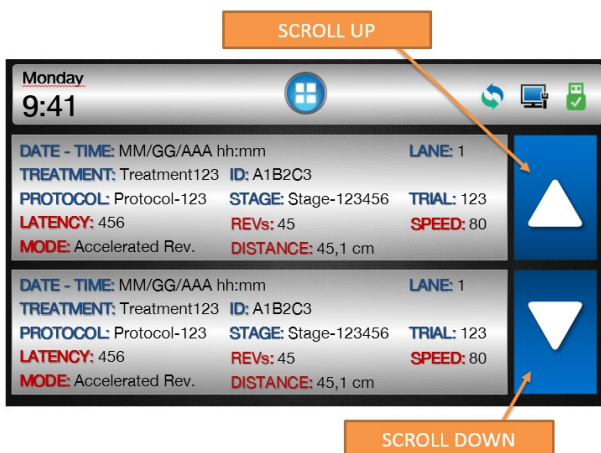 SCROLL UP
Monday
9:41
DATE - TIME: MM/GG/AAA hh:mm LANE: 1
TREATMENT: Treatment123 ID: A1B2C3
PROTOCOL: Protocol-123 STAGE: Stage-123456 TRIAL: 123
LATENCY: 456 REVs: 45 SPEED: 80
MODE: Accelerated Rev. DISTANCE: 45,1 cm
DATE - TIME: MM/GG/AAA hh:mm LANE: 1
TREATMENT: Treatment123 ID: A1B2C3
PROTOCOL: Protocol-123 STAGE: Stage-123456 TRIAL: 123
LATENCY: 456 REVs: 45 SPEED: 80
MODE: Accelerated Rev. DISTANCE: 45,1 cm
SCROLL DOWN